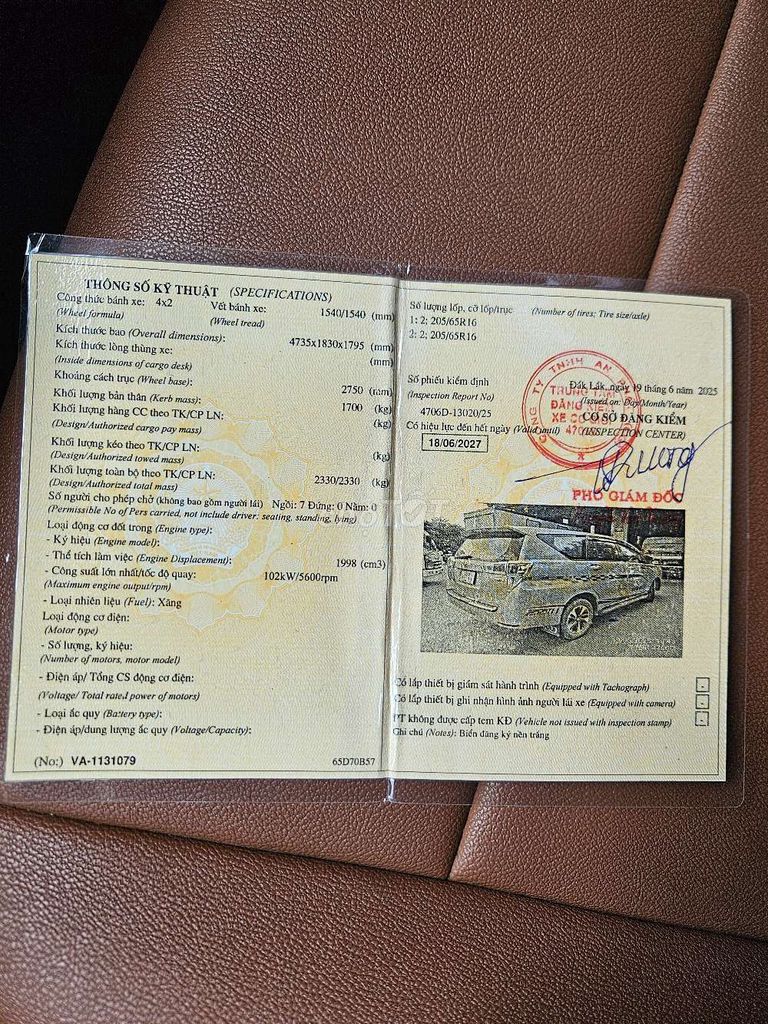 THÔNG SỐ KỸ THUẬT (SPECIFICATIONS)
Công thức bánh xe: 4x2 Vết bánh xe: 1540/1540 (mm)
(Wheel formula) (Wheel tread)
Kích thước bao (Overall dimensions): 4735x1830x1795 (mm)
Kích thước lòng thùng xe: (mm)
(Inside dimensions of cargo desk)
Khoảng cách trục (Wheel base): 2750 (mm)
Khối lượng bản thân (Kerb mass): 1700 (kg)
Khối lượng hàng CC theo TK/CP LN: (kg)
(Design/Authorized cargo pay mass)
Khối lượng kéo theo TK/CP LN: (kg)
(Design/Authorized towed mass)
Khối lượng toàn bộ theo TK/CP LN: 2330/2330 (kg)
(Design/Authorized total mass)
Số người cho phép chở (không bao gồm người lái) Ngồi: 7 Đứng: 0 Nằm: 0
(Permissible No of Pers carried, not include driver: seating, standing, lying)
Loại động cơ đốt trong (Engine type):
- Ký hiệu (Engine model):
- Thể tích làm việc (Engine Displacement): 1998 (cm3)
- Công suất lớn nhất/tốc độ quay: 102kW/5600rpm
(Maximum engine output/rpm)
- Loại nhiên liệu (Fuel): Xăng
Loại động cơ điện:
(Motor type)
- Số lượng, ký hiệu:
(Number of motors, motor model)
- Điện áp/ Tổng CS động cơ điện:
(Voltage/ Total rated power of motors)
- Loại ắc quy (Battery type):
- Điện áp/dung lượng ắc quy (Voltage/Capacity):
(No:) VA-1131079 65D70B57
Số lượng lốp, cỡ lốp/trục (Number of tires; Tire size/axle)
1: 2; 205/65R16
2: 2; 205/65R16
Số phiếu kiểm định
(Inspection Report No)
4706D-13020/25
Có hiệu lực đến hết ngày (Valid until)
18/06/2027
Đắk Lắk, ngày 19 tháng 6 năm 2025
(Issued on: Day/Month/Year)
CƠ SỞ ĐĂNG KIỂM
(INSPECTION CENTER)
CÔNG TY TNHH AN
TRUNG TÂM
ĐĂNG KIỂM
XE CƠ GIỚI
PHÓ GIÁM ĐỐC
Có lắp thiết bị giám sát hành trình (Equipped with Tachograph) -
Có lắp thiết bị ghi nhận hình ảnh người lái xe (Equipped with camera) -
PT không được cấp tem KĐ (Vehicle not issued with inspection stamp) -
Ghi chú (Notes): Biển đăng ký nền trắng